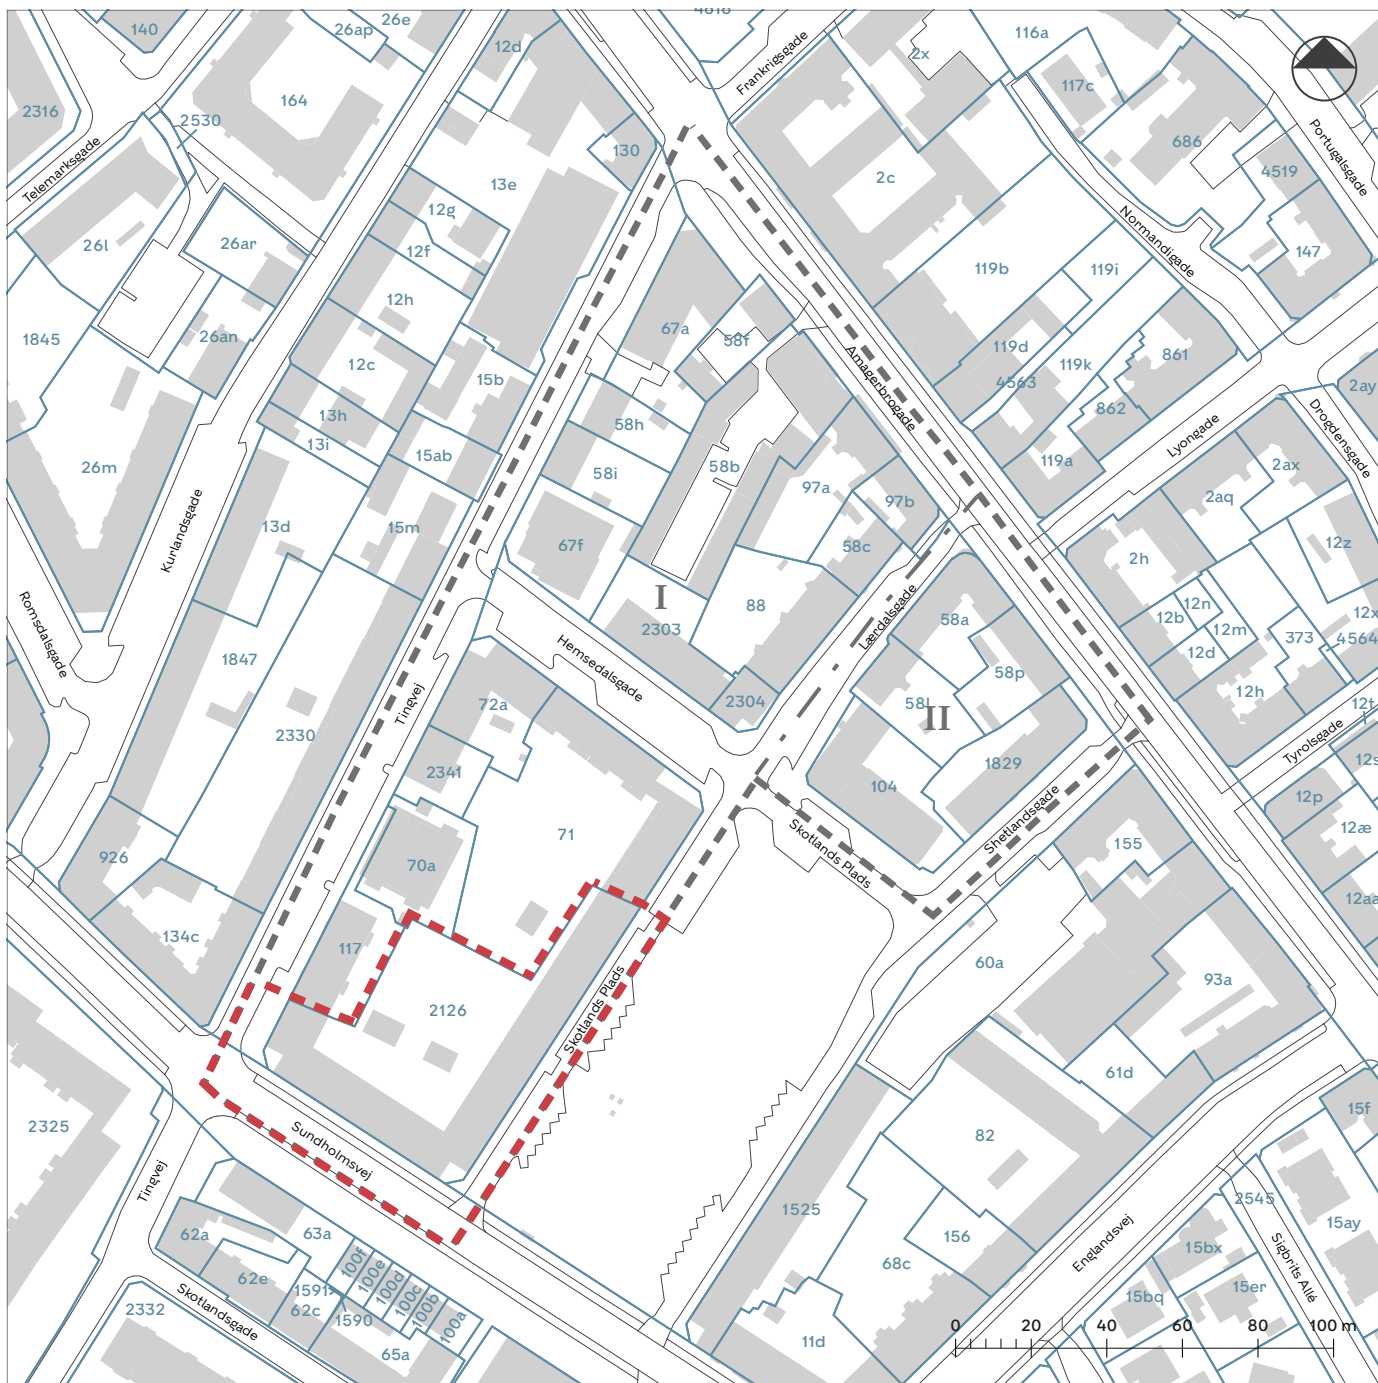 140
26ap
26e
12d
4616
Frankrigsgade
2x
116a
117c
2316
164
2530
Telemarksgade
130
13e
2c
686
4519
Portugalsgade
12g
26l
26ar
12f
119b
119i
Normandigade
147
12h
1845
26an
67a
58f
119d
4563
119k
861
Amagerbrogade
12c
15b
13h
13i
58h
862
2ay
26m
15ab
58i
58b
97a
97b
119a
Lyongade
Drogdensgade
2ax
2aq
Kurlandsgade
13d
15m
67f
58c
2h
12z
Romsdalsgade
I
88
2303
Lærdalsgade
58a
12n
12b
12m
12d
373
12x
4564
1847
Hemsedalsgade
58p
2304
58l
II
12h
Tingvej
72a
2330
12t
Tyrolsgade
2341
104
1829
12s
12p
71
Skotlands Plads
Shetlandsgade
12æ
926
70a
155
12aa
134c
117
60a
93a
2126
Skotlands Plads
61d
2325
Sundholmsvej
82
15f
Tingvej
1525
2545
15ay
62a
63a
156
Englandsvej
15bx
Sigbrits Allé
62e
1591
62c
100f
100e
100d
100c
100b
100a
68c
15er
15bq
2332
Skotlandsgade
1590
65a
11d
0 20 40 60 80 100 m